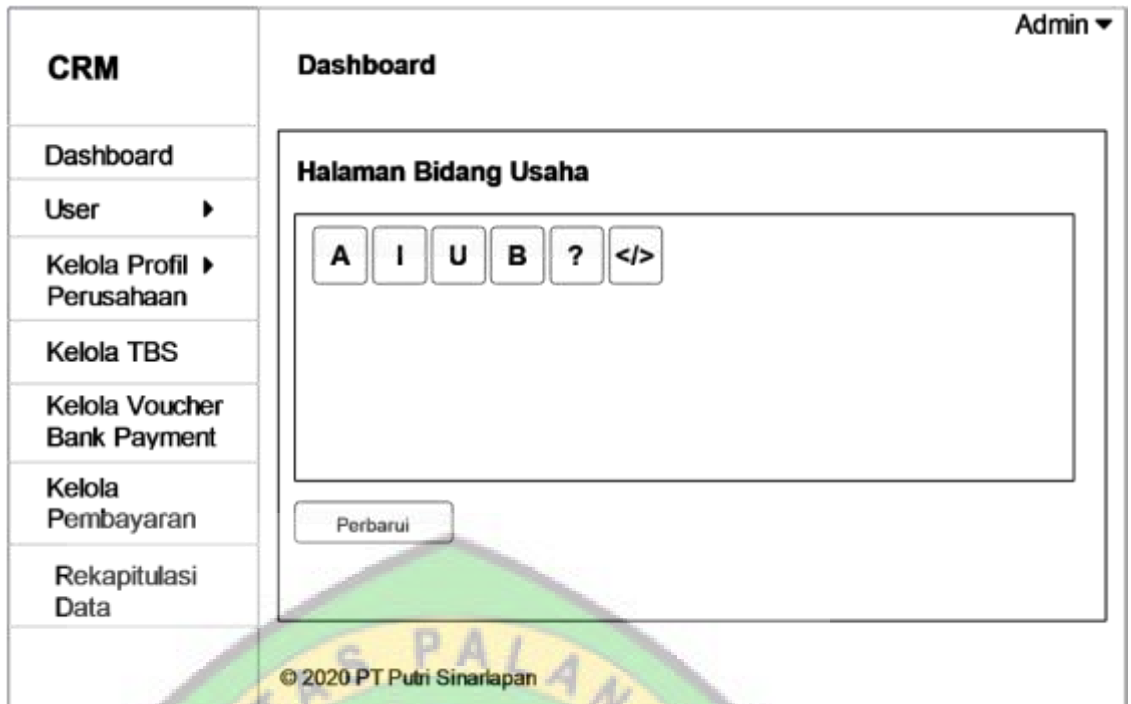 Admin
CRM
Dashboard
Dashboard
User
Kelola Profil
Perusahaan
Kelola TBS
Kelola Voucher
Bank Payment
Kelola
Pembayaran
Rekapitulasi
Data
Halaman Bidang Usaha
A I U B ? </>
Perbarui
© 2020 PT Putri Sinarlapan